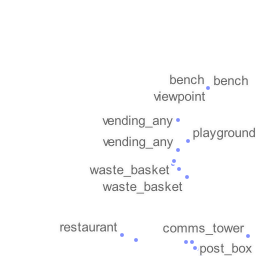 bench bench
viewpoint
vending_any
playground
vending_any
waste_basket
waste_basket
restaurant
comms_tower
post_box